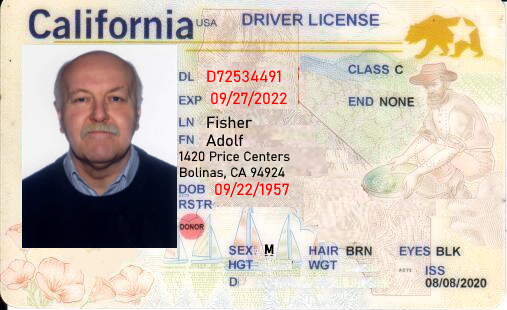 California USA DRIVER LICENSE
DL D72534491 CLASS C
EXP 09/27/2022 END NONE
LN Fisher
FN Adolf
1420 Price Centers
Bolinas, CA 94924
DOB 09/22/1957
RSTR
DONOR
SEX M HAIR BRN EYES BLK
HGT WGT ISS
D 08/08/2020